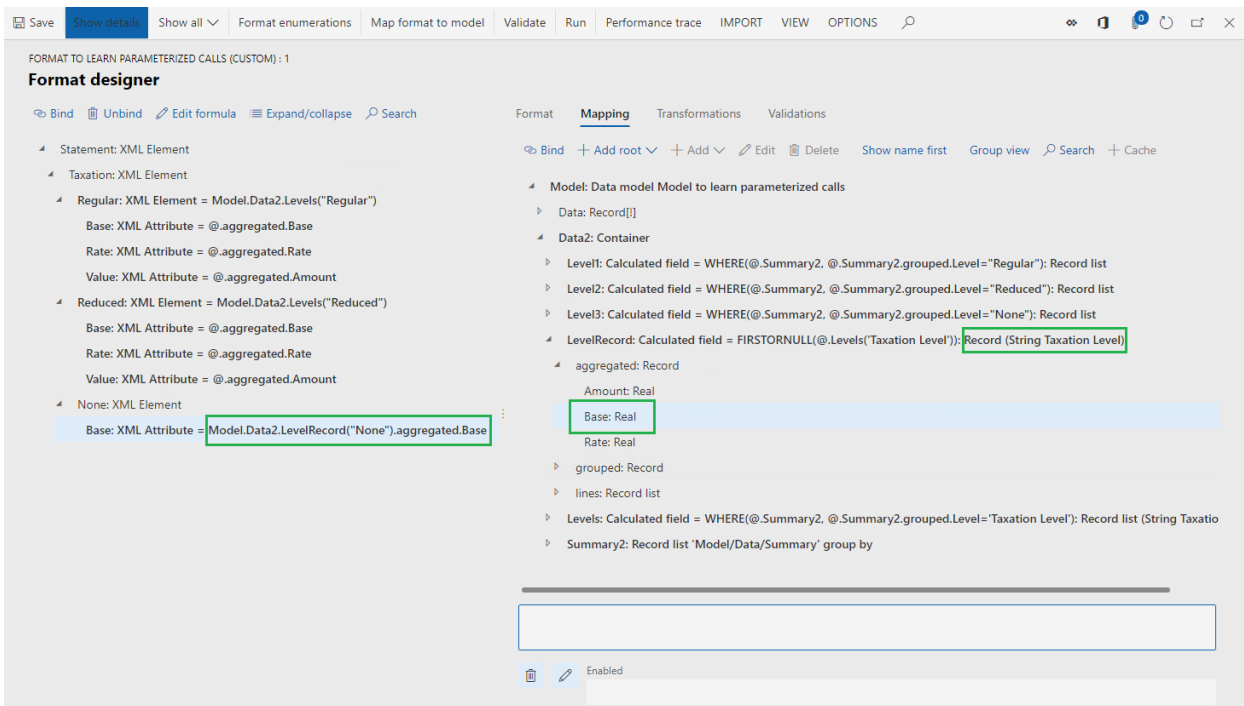 Save Show details Show all Format enumerations Map format to model Validate Run Performance trace IMPORT VIEW OPTIONS 0
FORMAT TO LEARN PARAMETERIZED CALLS (CUSTOM) : 1
Format designer
Bind Unbind Edit formula Expand/collapse Search
Statement: XML Element
Taxation: XML Element
Regular: XML Element = Model.Data2.Levels("Regular")
Base: XML Attribute = @.aggregated.Base
Rate: XML Attribute = @.aggregated.Rate
Value: XML Attribute = @.aggregated.Amount
Reduced: XML Element = Model.Data2.Levels("Reduced")
Base: XML Attribute = @.aggregated.Base
Rate: XML Attribute = @.aggregated.Rate
Value: XML Attribute = @.aggregated.Amount
None: XML Element
Base: XML Attribute = Model.Data2.LevelRecord("None").aggregated.Base
Format Mapping Transformations Validations
Bind Add root Add Edit Delete Show name first Group view Search Cache
Model: Data model Model to learn parameterized calls
Data: Record[!]
Data2: Container
Level1: Calculated field = WHERE(@.Summary2, @.Summary2.grouped.Level="Regular"): Record list
Level2: Calculated field = WHERE(@.Summary2, @.Summary2.grouped.Level="Reduced"): Record list
Level3: Calculated field = WHERE(@.Summary2, @.Summary2.grouped.Level="None"): Record list
LevelRecord: Calculated field = FIRSTORNULL(@.Levels('Taxation Level')): Record (String Taxation Level)
aggregated: Record
Amount: Real
Base: Real
Rate: Real
grouped: Record
lines: Record list
Levels: Calculated field = WHERE(@.Summary2, @.Summary2.grouped.Level='Taxation Level'): Record list (String Taxatio
Summary2: Record list 'Model/Data/Summary' group by
Enabled